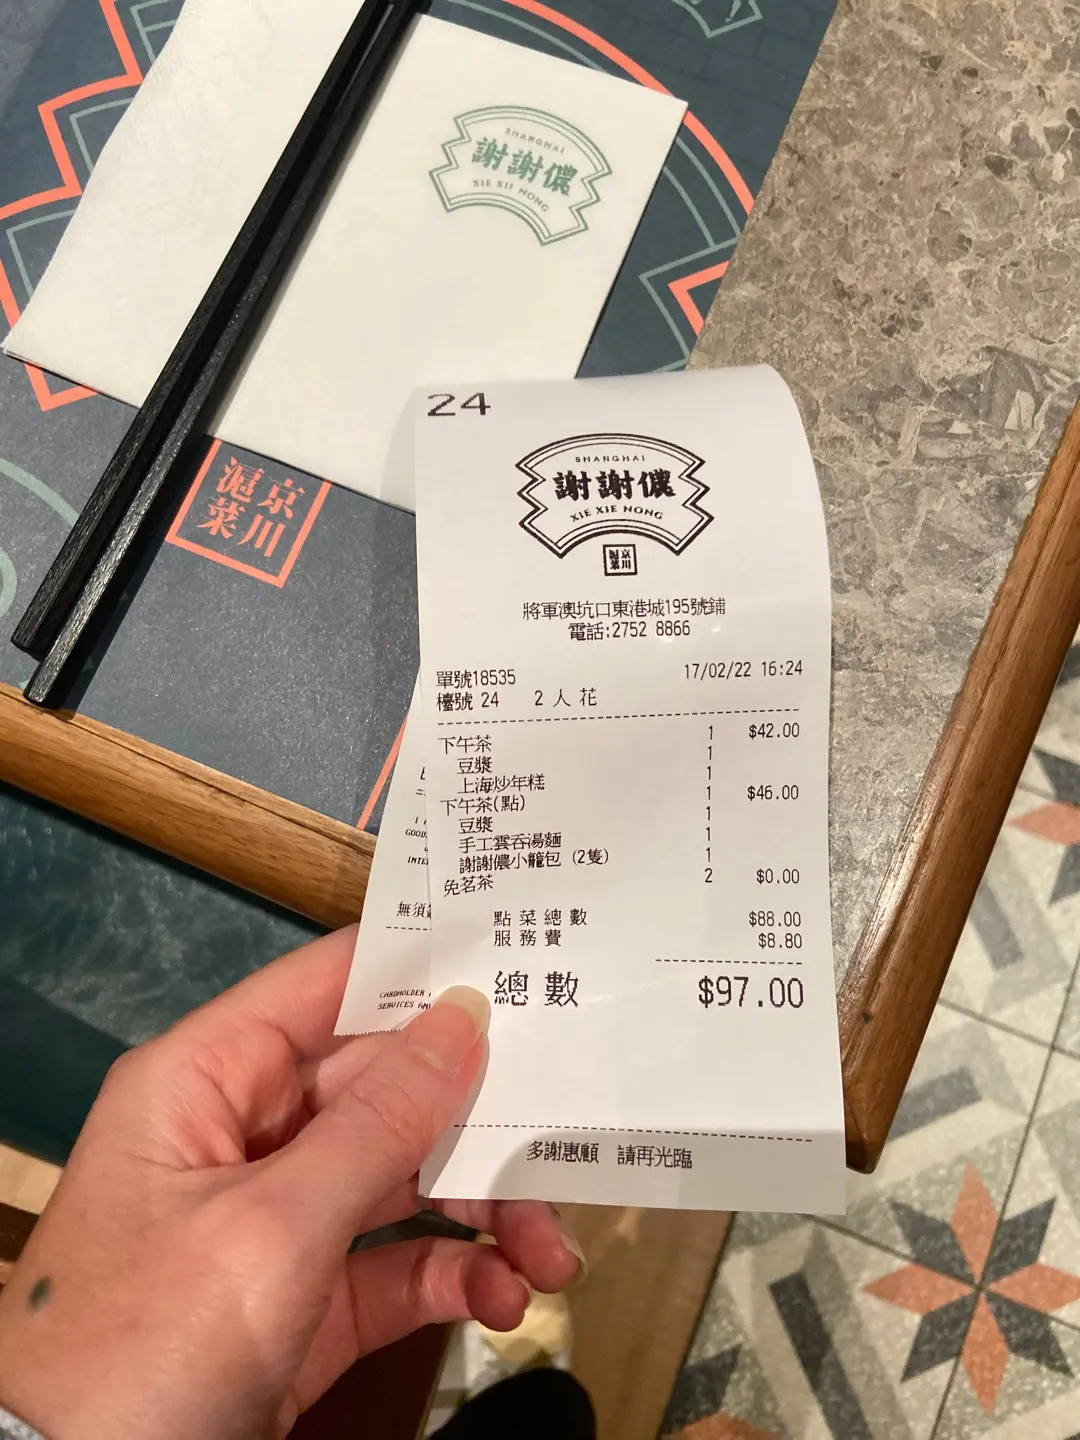 SHANGHAI
謝謝儂
XIE XIE NONG
京川滬菜
24
SHANGHAI
謝謝儂
XIE XIE NONG
京川滬菜
將軍澳坑口東港城195號鋪
電話:2752 8866
單號18535 17/02/22 16:24
檯號 24 2 人 花
下午茶 1 $42.00
豆漿 1
上海炒年糕 1
下午茶(點) 1 $46.00
豆漿 1
手工雲吞湯麵 1
謝謝儂小籠包 (2隻) 1
免茗茶 2 $0.00
點菜總數 $88.00
服務費 $8.80
總數 $97.00
多謝惠顧 請再光臨
無須
CARDHOLDER
SERVICES